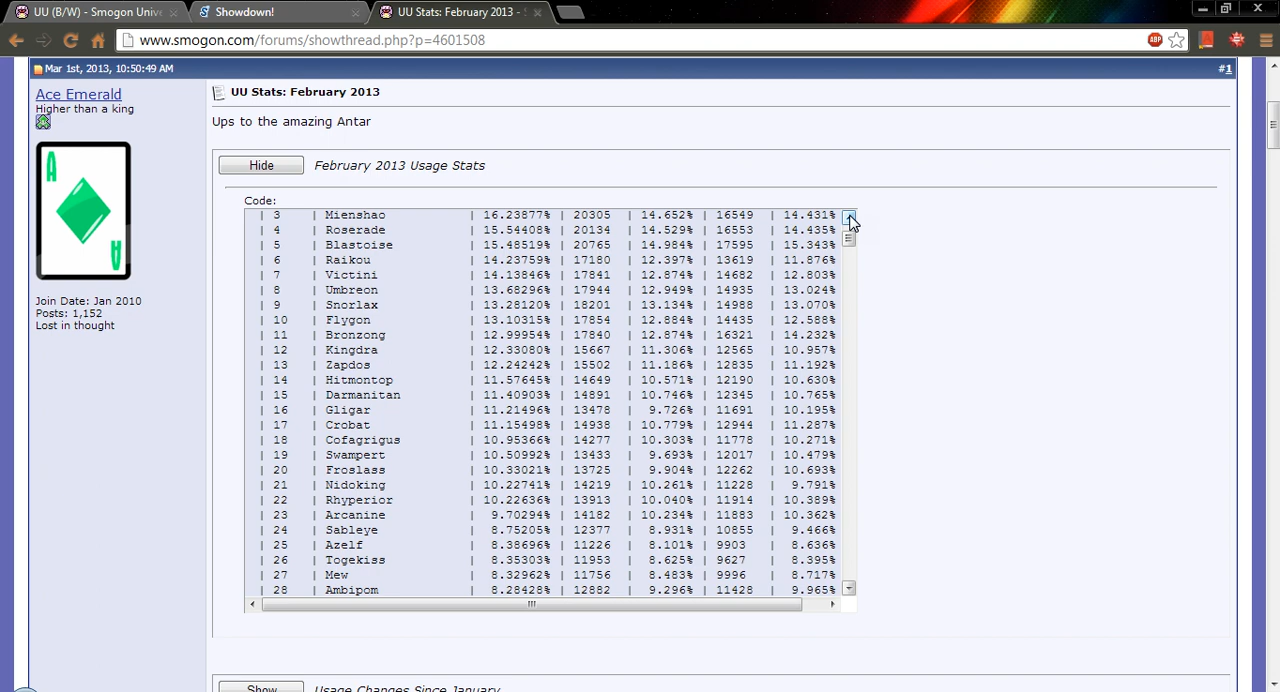 UU (B/W) - Smogon Unive
Showdown!
UU Stats: February 2013 - S
www.smogon.com/forums/showthread.php?p=4601508
ABP
Mar 1st, 2013, 10:50:49 AM
#1
Ace Emerald
Higher than a king
A
A
Join Date: Jan 2010
Posts: 1,152
Lost in thought
UU Stats: February 2013
Ups to the amazing Antar
Hide
February 2013 Usage Stats
Code:
| 3 | Mienshao | 16.23877% | 20305 | 14.652% | 16549 | 14.431%
| 4 | Roserade | 15.54408% | 20134 | 14.529% | 16553 | 14.435%
| 5 | Blastoise | 15.48519% | 20765 | 14.984% | 17595 | 15.343%
| 6 | Raikou | 14.23759% | 17180 | 12.397% | 13619 | 11.876%
| 7 | Victini | 14.13846% | 17841 | 12.874% | 14682 | 12.803%
| 8 | Umbreon | 13.68296% | 17944 | 12.949% | 14935 | 13.024%
| 9 | Snorlax | 13.28120% | 18201 | 13.134% | 14988 | 13.070%
| 10 | Flygon | 13.10315% | 17854 | 12.884% | 14435 | 12.588%
| 11 | Bronzong | 12.99954% | 17840 | 12.874% | 16321 | 14.232%
| 12 | Kingdra | 12.33080% | 15667 | 11.306% | 12565 | 10.957%
| 13 | Zapdos | 12.24242% | 15502 | 11.186% | 12835 | 11.192%
| 14 | Hitmontop | 11.57645% | 14649 | 10.571% | 12190 | 10.630%
| 15 | Darmanitan | 11.40903% | 14891 | 10.746% | 12345 | 10.765%
| 16 | Gligar | 11.21496% | 13478 | 9.726% | 11691 | 10.195%
| 17 | Crobat | 11.15498% | 14938 | 10.779% | 12944 | 11.287%
| 18 | Cofagrigus | 10.95366% | 14277 | 10.303% | 11778 | 10.271%
| 19 | Swampert | 10.50992% | 13433 | 9.693% | 12017 | 10.479%
| 20 | Froslass | 10.33021% | 13725 | 9.904% | 12262 | 10.693%
| 21 | Nidoking | 10.22741% | 14219 | 10.261% | 11228 | 9.791%
| 22 | Rhyperior | 10.22636% | 13913 | 10.040% | 11914 | 10.389%
| 23 | Arcanine | 9.70294% | 14182 | 10.234% | 11883 | 10.362%
| 24 | Sableye | 8.75205% | 12377 | 8.931% | 10855 | 9.466%
| 25 | Azelf | 8.38696% | 11226 | 8.101% | 9903 | 8.636%
| 26 | Togekiss | 8.35303% | 11953 | 8.625% | 9627 | 8.395%
| 27 | Mew | 8.32962% | 11756 | 8.483% | 9996 | 8.717%
| 28 | Ambipom | 8.28428% | 12882 | 9.296% | 11428 | 9.965%
Show
Usage Changes Since January